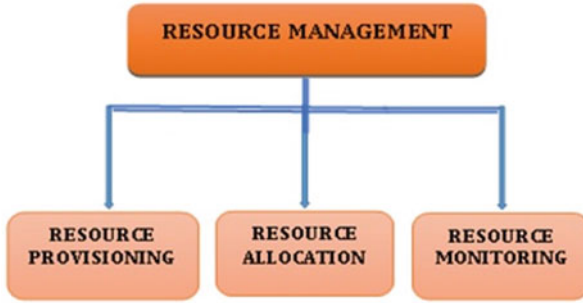 RESOURCE MANAGEMENT
RESOURCE
PROVISIONING
RESOURCE
ALLOCATION
RESOURCE
MONITORING